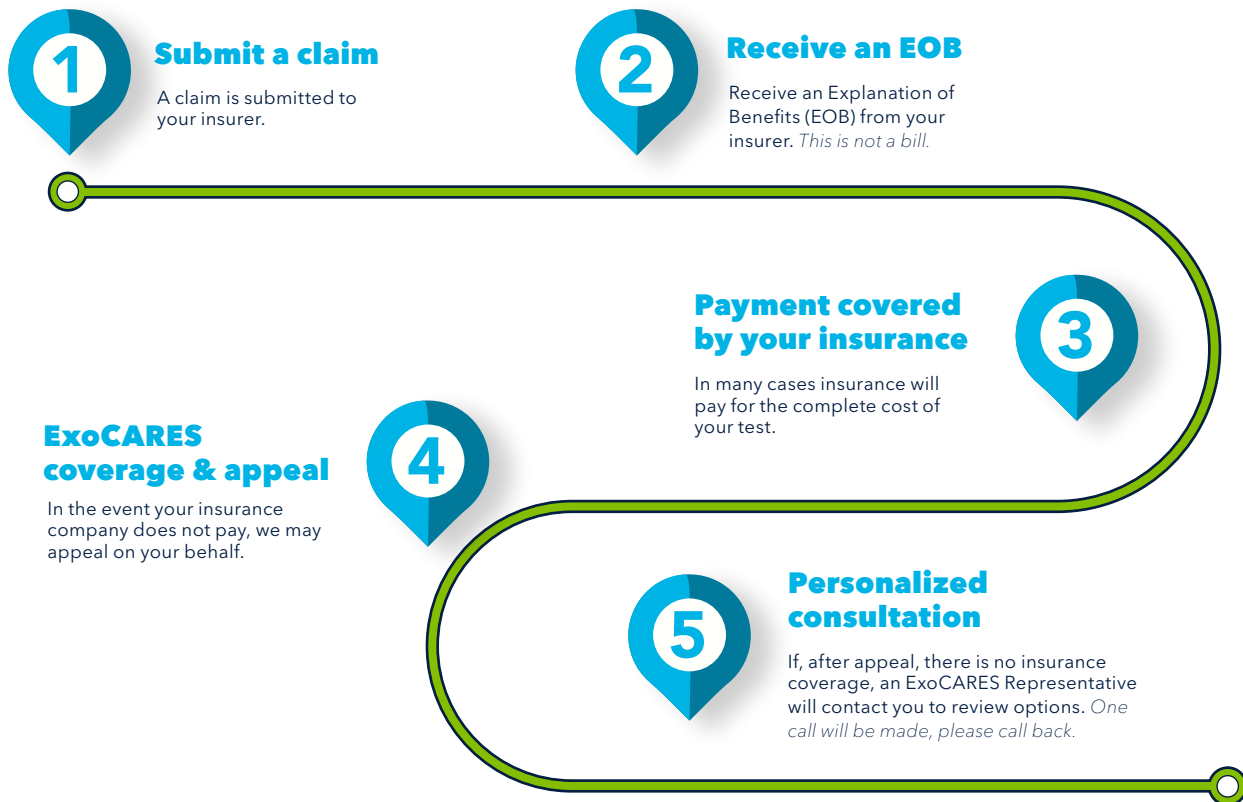 1
Submit a claim
A claim is submitted to
your insurer.
2
Receive an EOB
Receive an Explanation of
Benefits (EOB) from your
insurer. This is not a bill.
3
Payment covered
by your insurance
In many cases insurance will
pay for the complete cost of
your test.
4
ExoCARES
coverage & appeal
In the event your insurance
company does not pay, we may
appeal on your behalf.
5
Personalized
consultation
If, after appeal, there is no insurance
coverage, an ExoCARES Representative
will contact you to review options. One
call will be made, please call back.